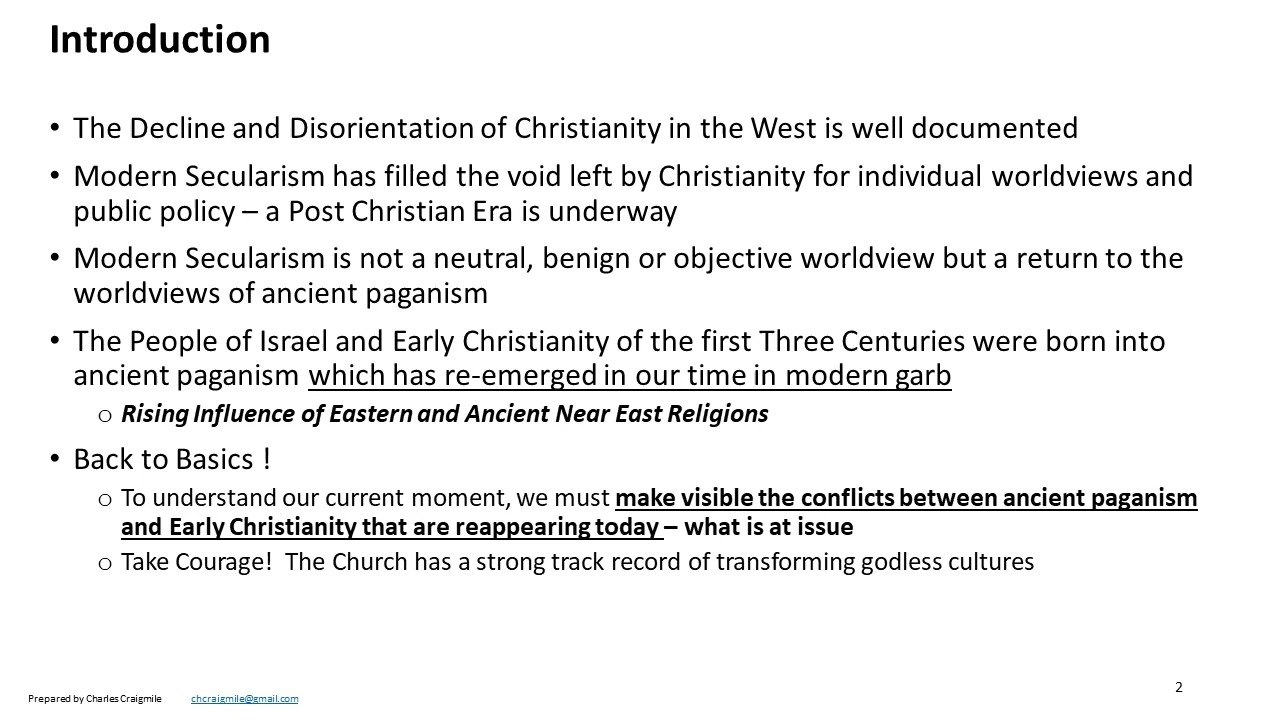 Introduction
• The Decline and Disorientation of Christianity in the West is well documented
• Modern Secularism has filled the void left by Christianity for individual worldviews and
public policy – a Post Christian Era is underway
• Modern Secularism is not a neutral, benign or objective worldview but a return to the
worldviews of ancient paganism
• The People of Israel and Early Christianity of the first Three Centuries were born into
ancient paganism which has re-emerged in our time in modern garb
o Rising Influence of Eastern and Ancient Near East Religions
• Back to Basics !
o To understand our current moment, we must make visible the conflicts between ancient paganism
and Early Christianity that are reappearing today – what is at issue
o Take Courage!  The Church has a strong track record of transforming godless cultures
Prepared by Charles Craigmile chcraigmile@gmail.com
2